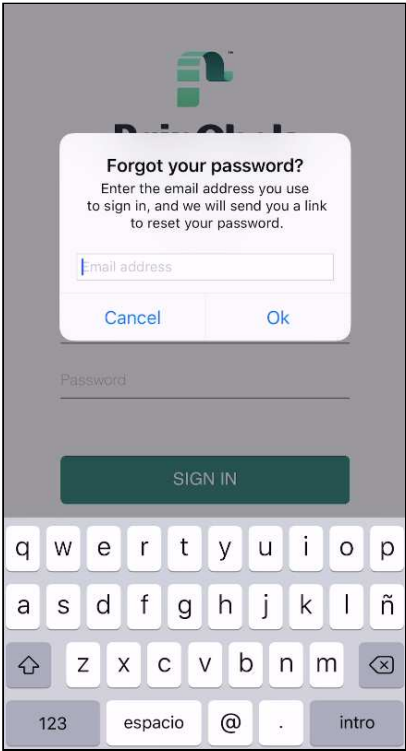 ™
Forgot your password?
Enter the email address you use
to sign in, and we will send you a link
to reset your password.
Email address
Cancel Ok
Password
SIGN IN
q w e r t y u i o p
a s d f g h j k l ñ
z x c v b n m
123 espacio @ . intro